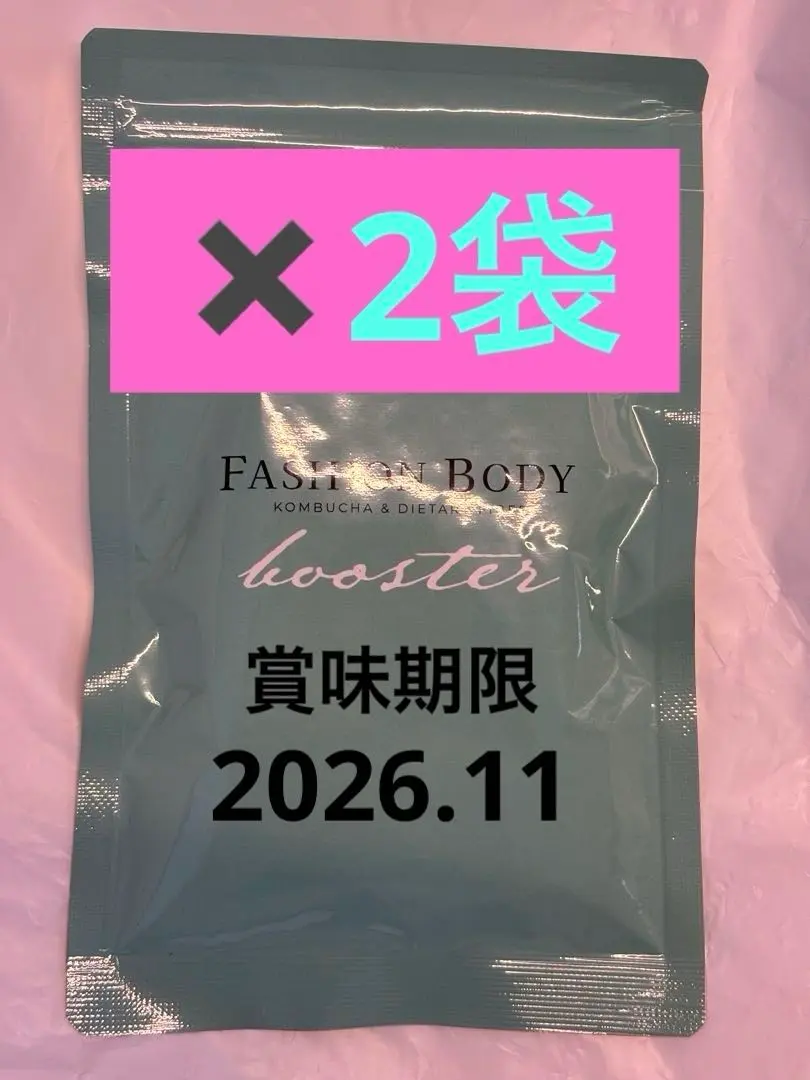 ✖2袋
FASHION BODY
KOMBUCHA & DIETARY
booster
賞味期限
2026.11